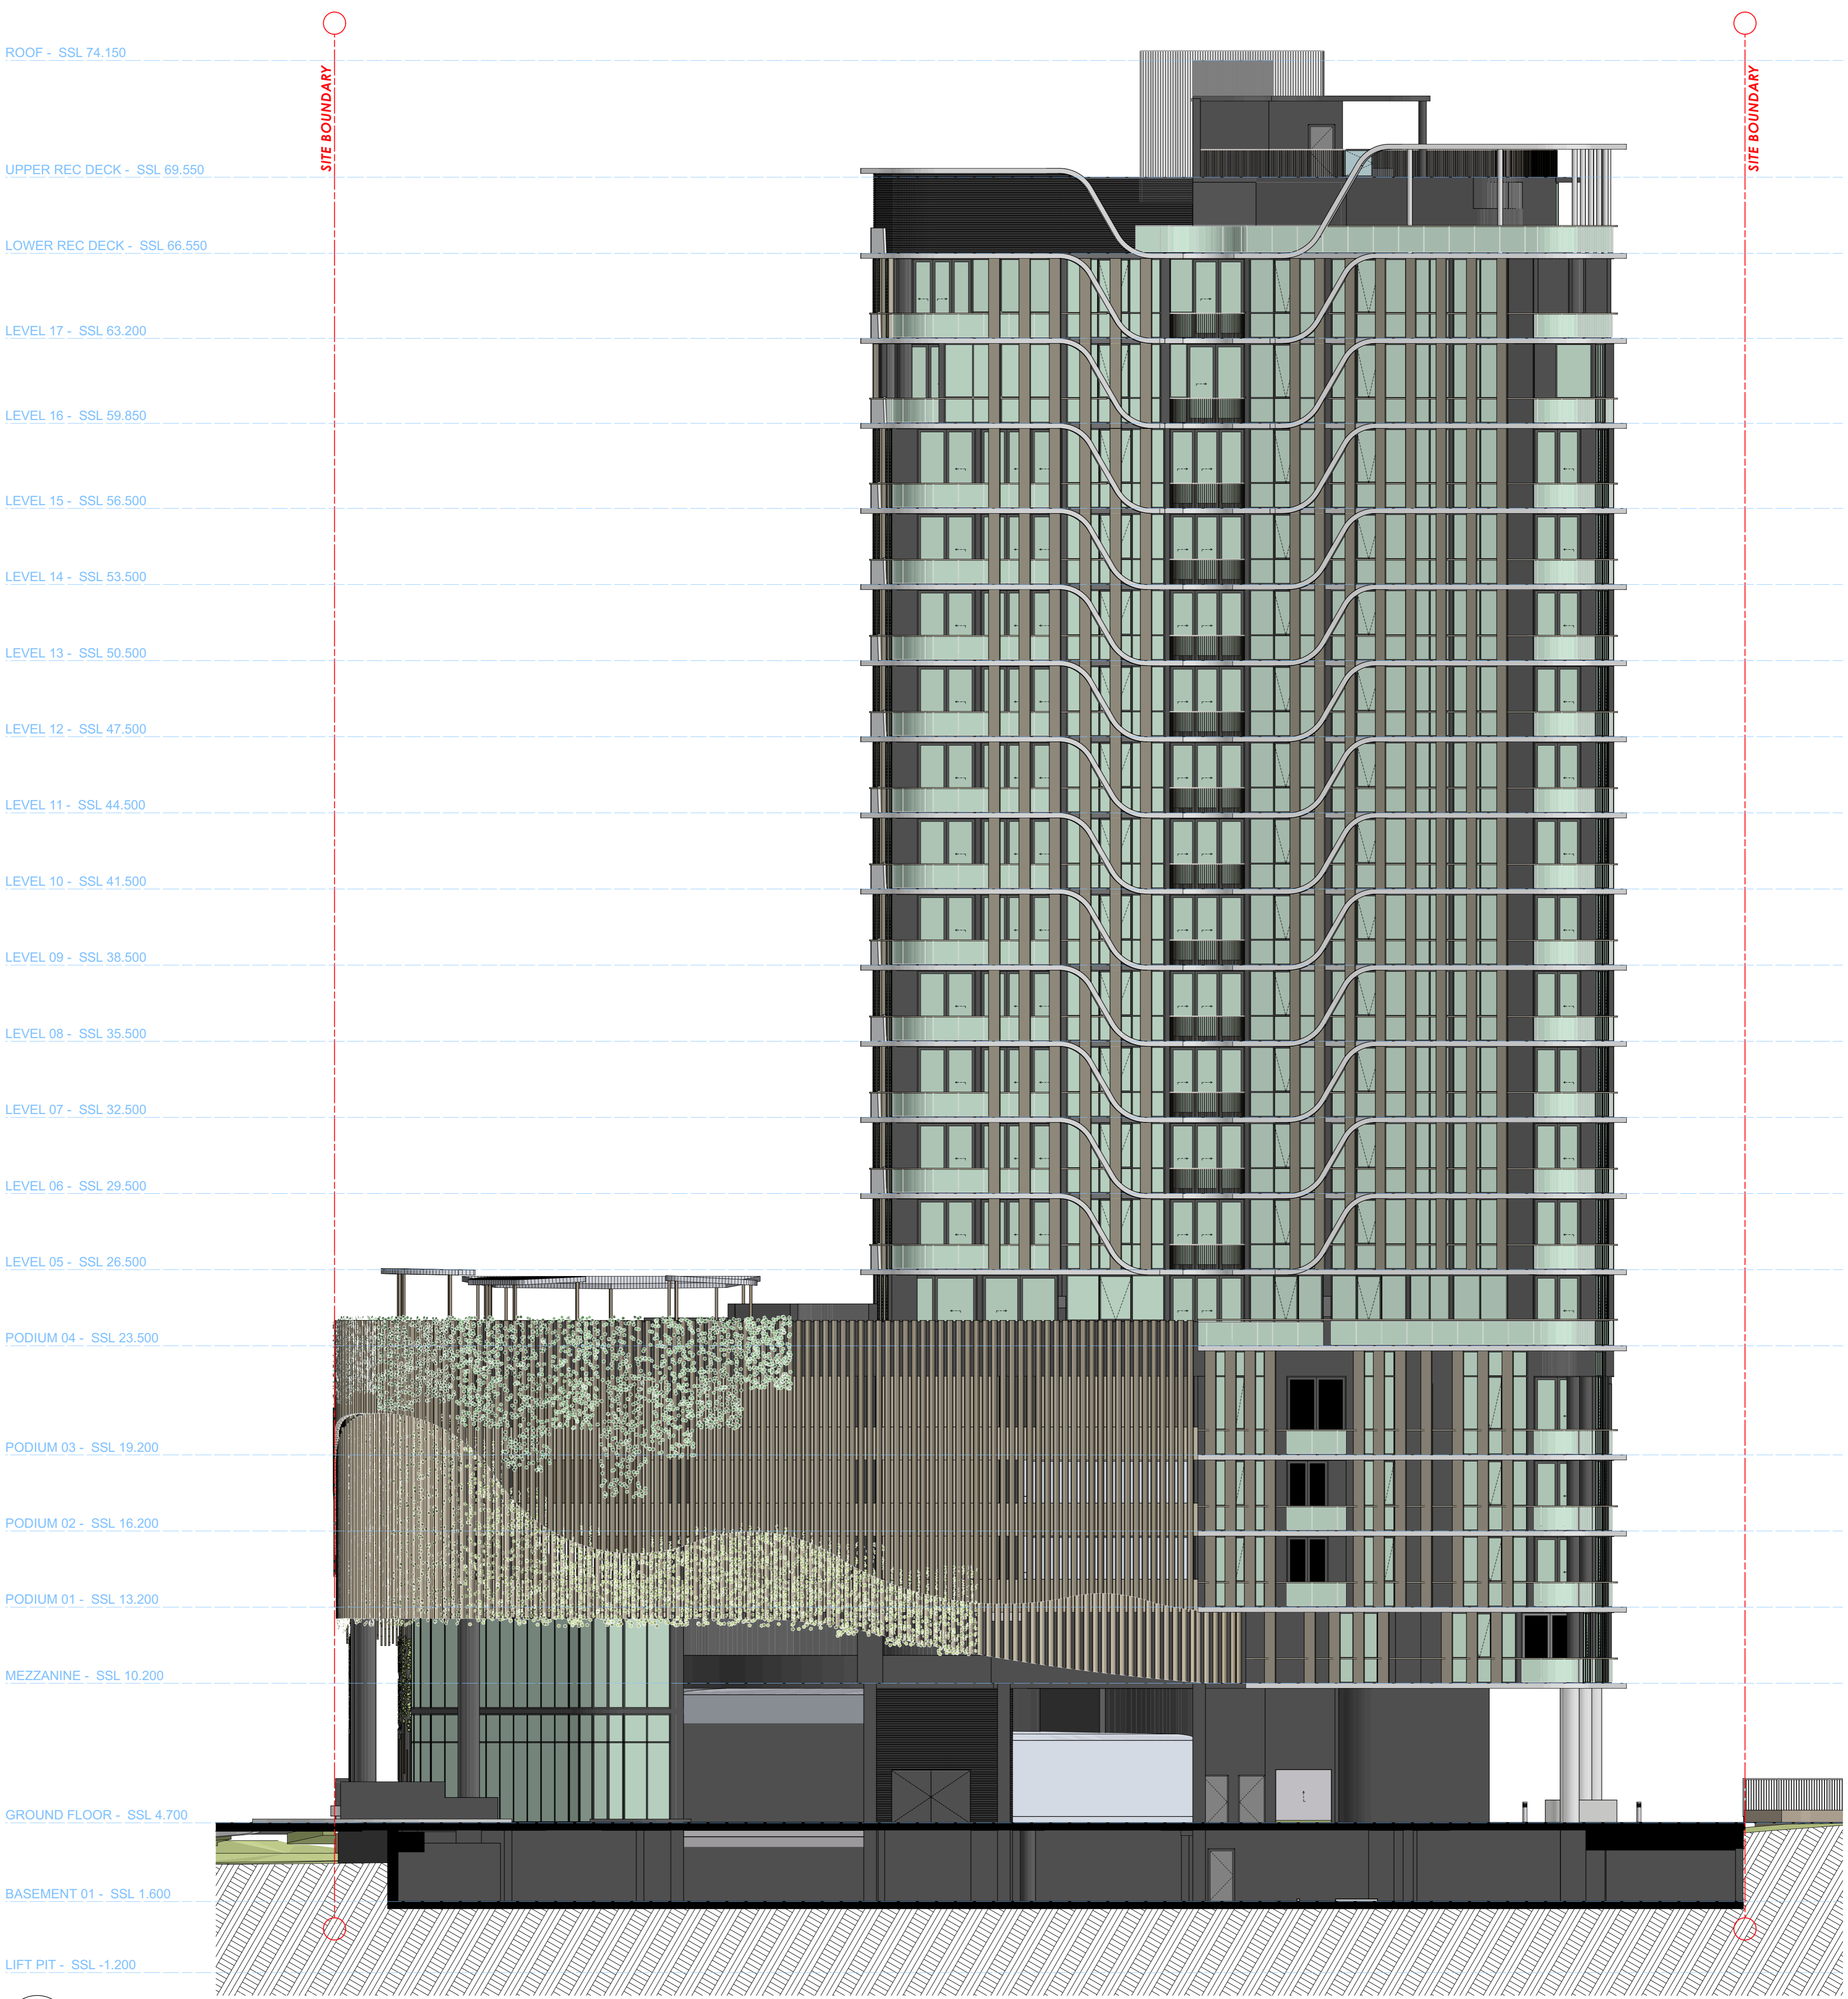 ROOF - SSL 74.150
SITE BOUNDARY
SITE BOUNDARY
UPPER REC DECK - SSL 69.550
LOWER REC DECK - SSL 66.550
LEVEL 17 - SSL 63.200
LEVEL 16 - SSL 59.850
LEVEL 15 - SSL 56.500
LEVEL 14 - SSL 53.500
LEVEL 13 - SSL 50.500
LEVEL 12 - SSL 47.500
LEVEL 11 - SSL 44.500
LEVEL 10 - SSL 41.500
LEVEL 09 - SSL 38.500
LEVEL 08 - SSL 35.500
LEVEL 07 - SSL 32.500
LEVEL 06 - SSL 29.500
LEVEL 05 - SSL 26.500
PODIUM 04 - SSL 23.500
PODIUM 03 - SSL 19.200
PODIUM 02 - SSL 16.200
PODIUM 01 - SSL 13.200
MEZZANINE - SSL 10.200
GROUND FLOOR - SSL 4.700
BASEMENT 01 - SSL 1.600
LIFT PIT - SSL -1.200